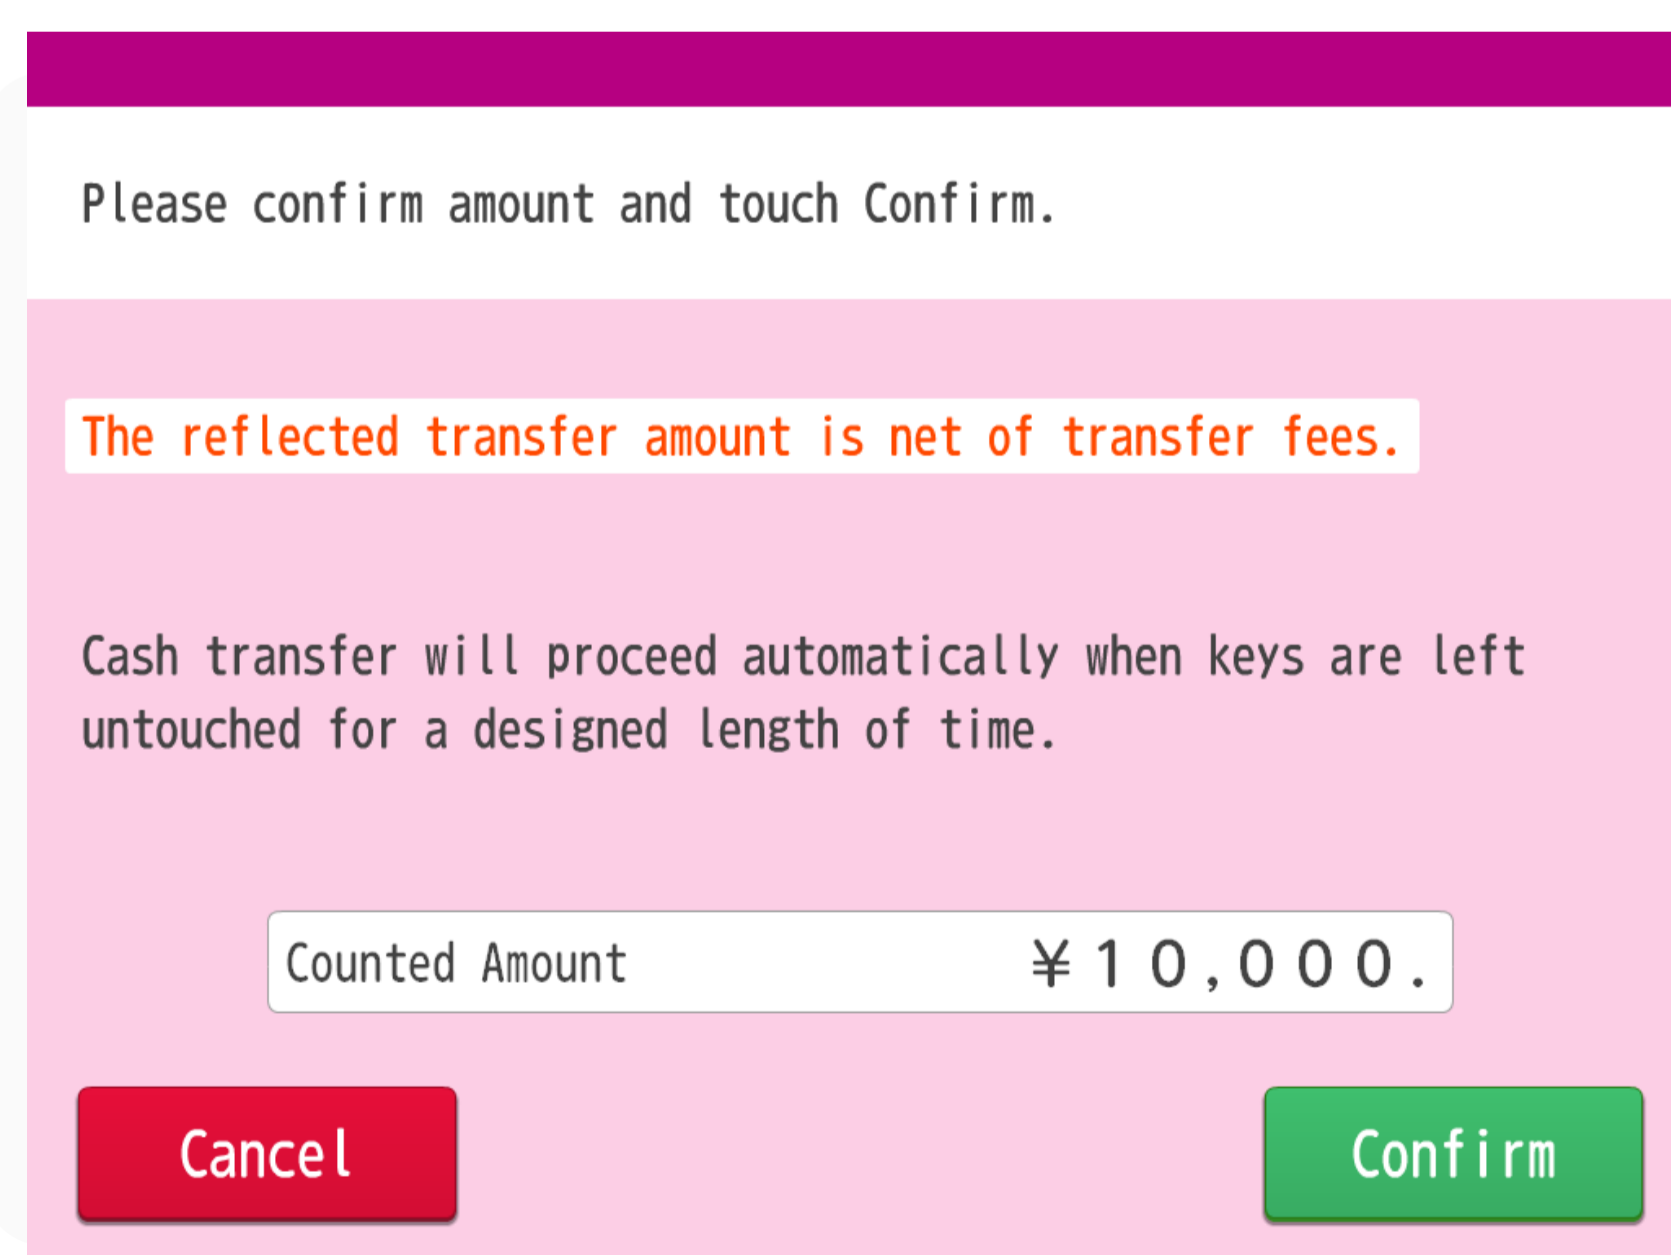 Please confirm amount and touch Confirm.
The reflected transfer amount is net of transfer fees.
Cash transfer will proceed automatically when keys are left
untouched for a designed length of time.
Counted Amount ¥10,000.
Cancel Confirm